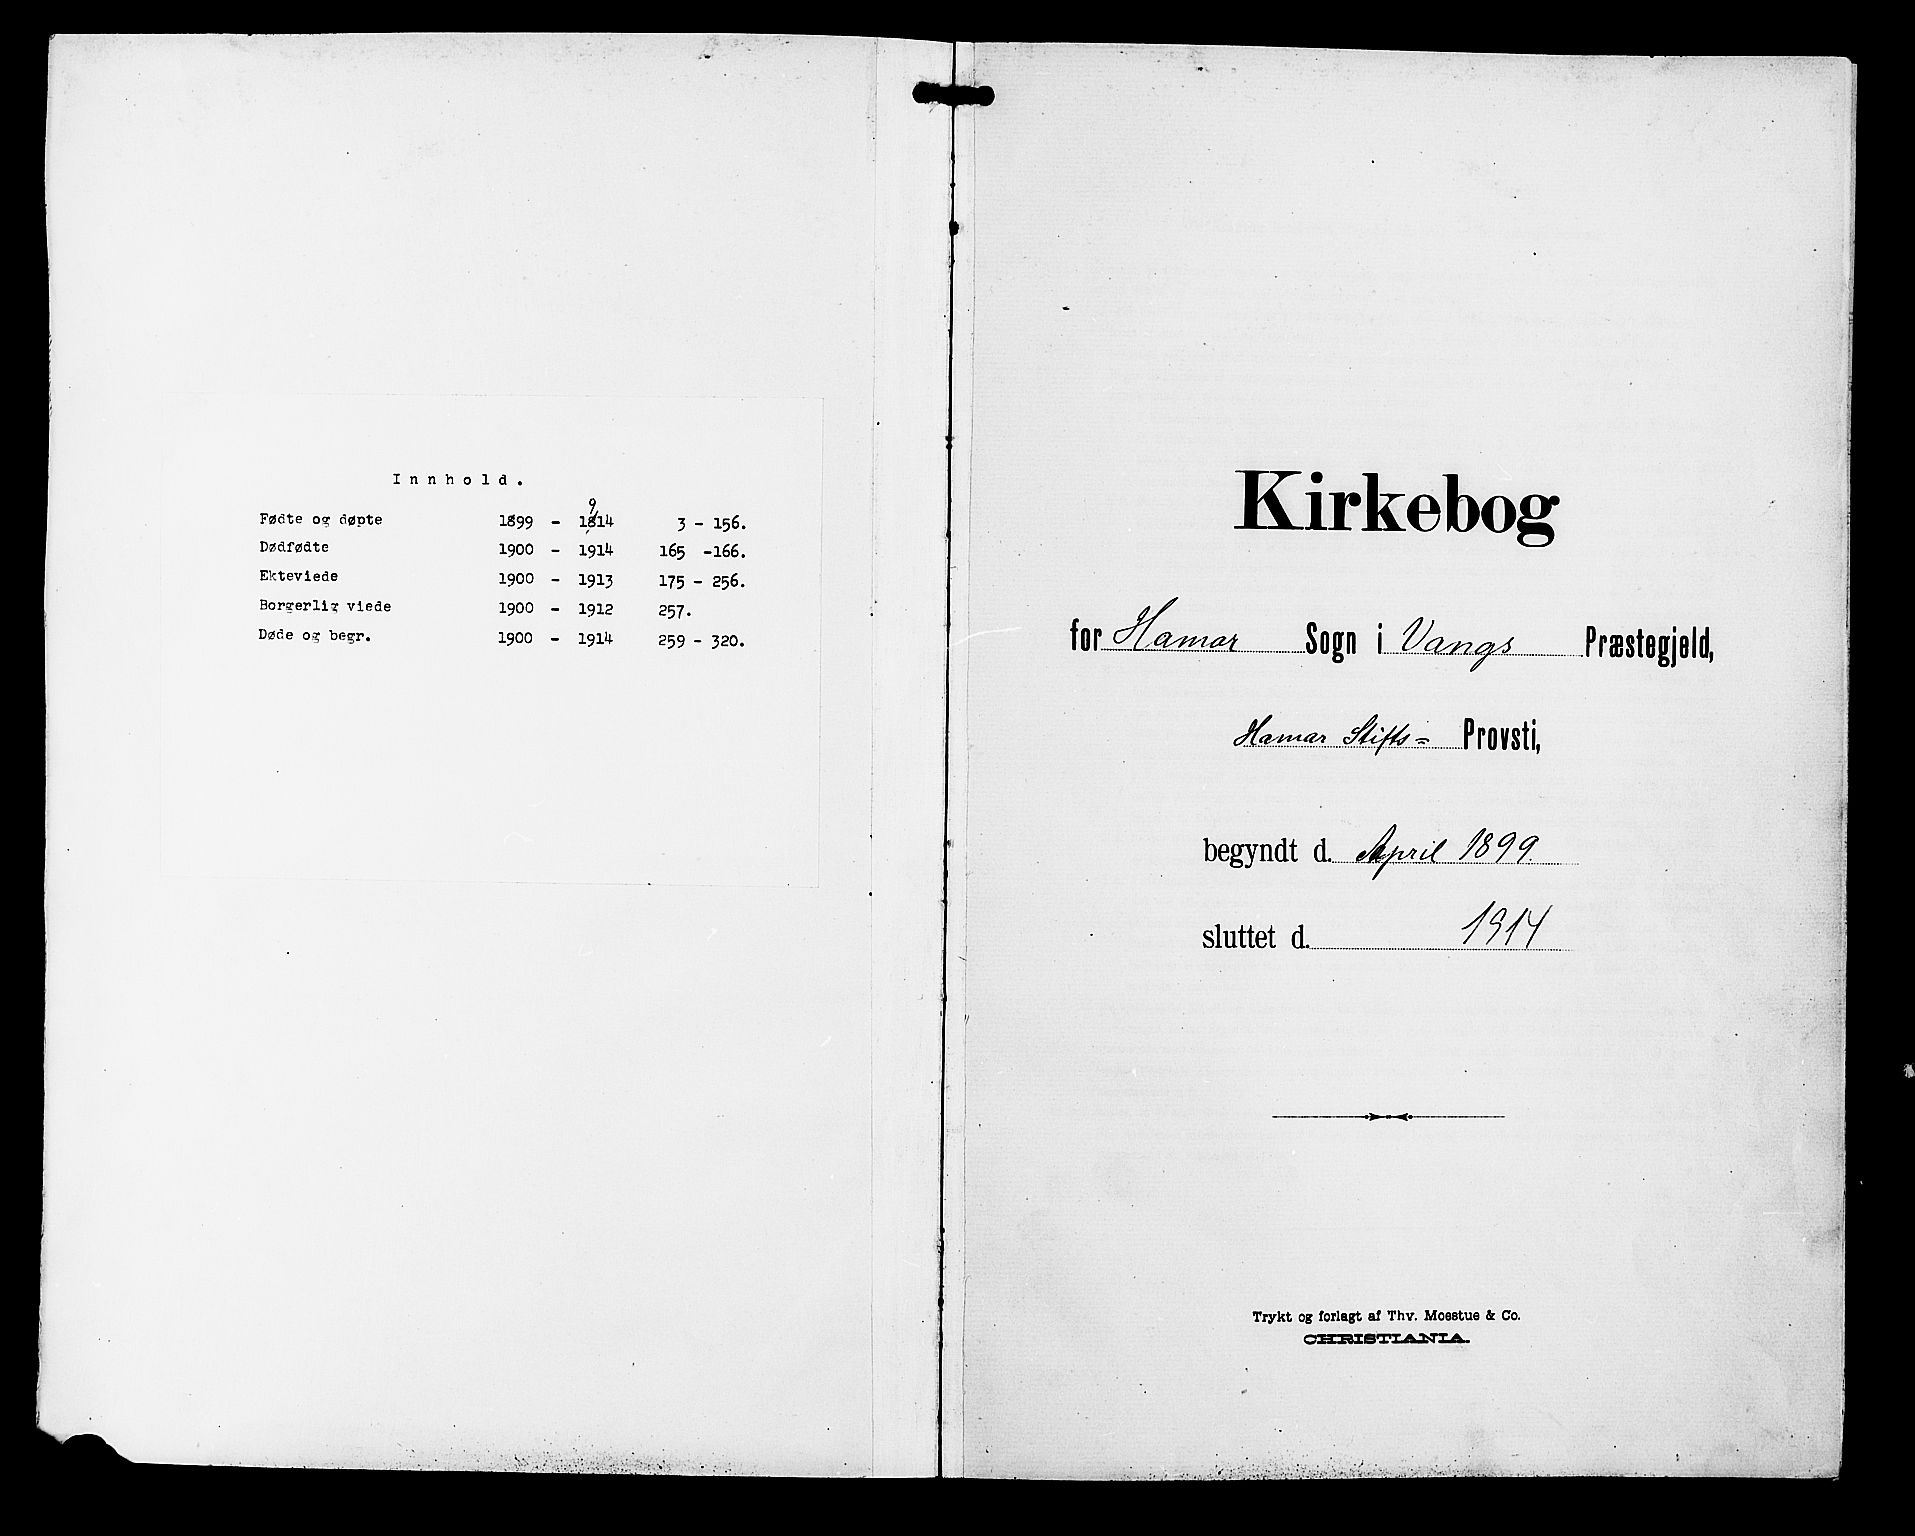 Innhold.
Fødte og døpte 1899 - 1814 3 - 156.
9
Dødfødte 1900 - 1914 165 -166.
Ekteviede 1900 - 1913 175 - 256.
Borgerlig viede 1900 - 1912 257.
Døde og begr. 1900 - 1914 259 - 320.
Kirkebog
for Hamar Sogn i Vangs Præstegjeld,
Hamar Stifts= Provsti,
begyndt d. April 1899.
sluttet d. 1914
Trykt og forlagt af Thv. Moestue & Co.
CHRISTIANIA.